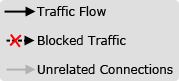 Traffic Flow
Blocked Traffic
Unrelated Connections